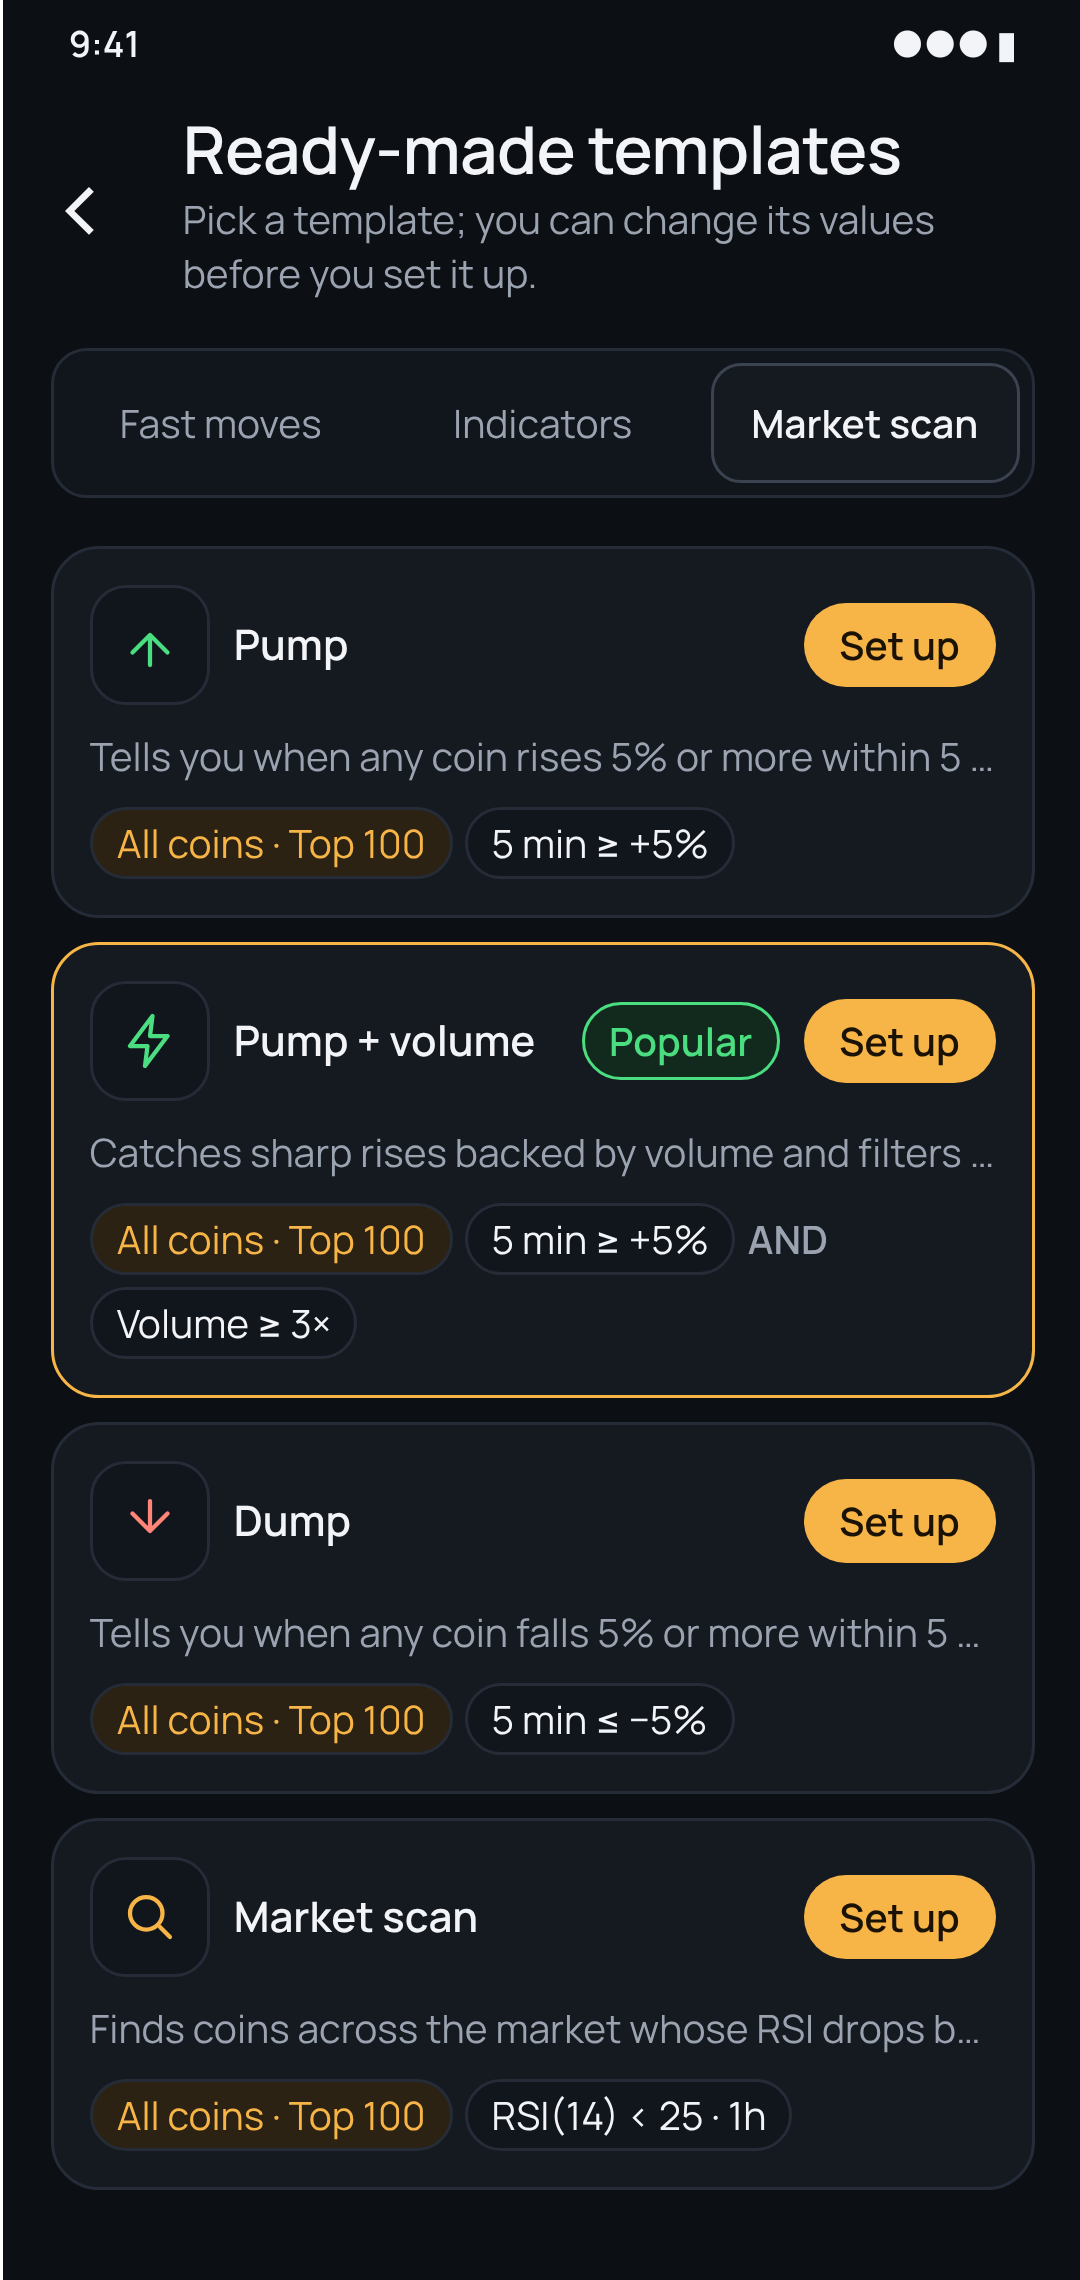 9:41
Ready-made templates
Pick a template; you can change its values
before you set it up.
Fast moves Indicators Market scan
Pump Set up
Tells you when any coin rises 5% or more within 5 ...
All coins · Top 100 5 min ≥ +5%
Pump + volume Popular Set up
Catches sharp rises backed by volume and filters ...
All coins · Top 100 5 min ≥ +5% AND
Volume ≥ 3×
Dump Set up
Tells you when any coin falls 5% or more within 5 ...
All coins · Top 100 5 min ≤ −5%
Market scan Set up
Finds coins across the market whose RSI drops b...
All coins · Top 100 RSI(14) < 25 · 1h